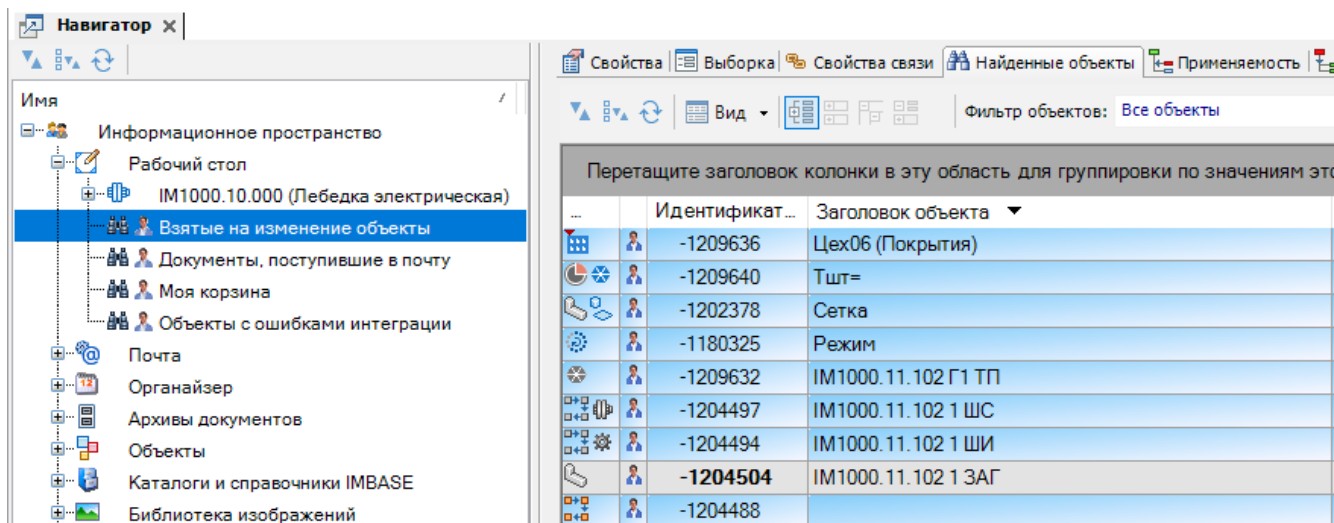 Навигатор
Имя
Информационное пространство
Рабочий стол
IM1000.10.000 (Лебедка электрическая)
Взятые на изменение объекты
Документы, поступившие в почту
Моя корзина
Объекты с ошибками интеграции
Почта
Органайзер
Архивы документов
Объекты
Каталоги и справочники IMBASE
Библиотека изображений
Свойства Выборка Свойства связи Найденные объекты Применяемость
Вид Фильтр объектов: Все объекты
Перетащите заголовок колонки в эту область для группировки по значениям это
... Идентификат... Заголовок объекта
-1209636 Цех06 (Покрытия)
-1209640 Тшт=
-1202378 Сетка
-1180325 Режим
-1209632 IM1000.11.102 Г1 ТП
-1204497 IM1000.11.102 1 ШС
-1204494 IM1000.11.102 1 ШИ
-1204504 IM1000.11.102 1 ЗАГ
-1204488